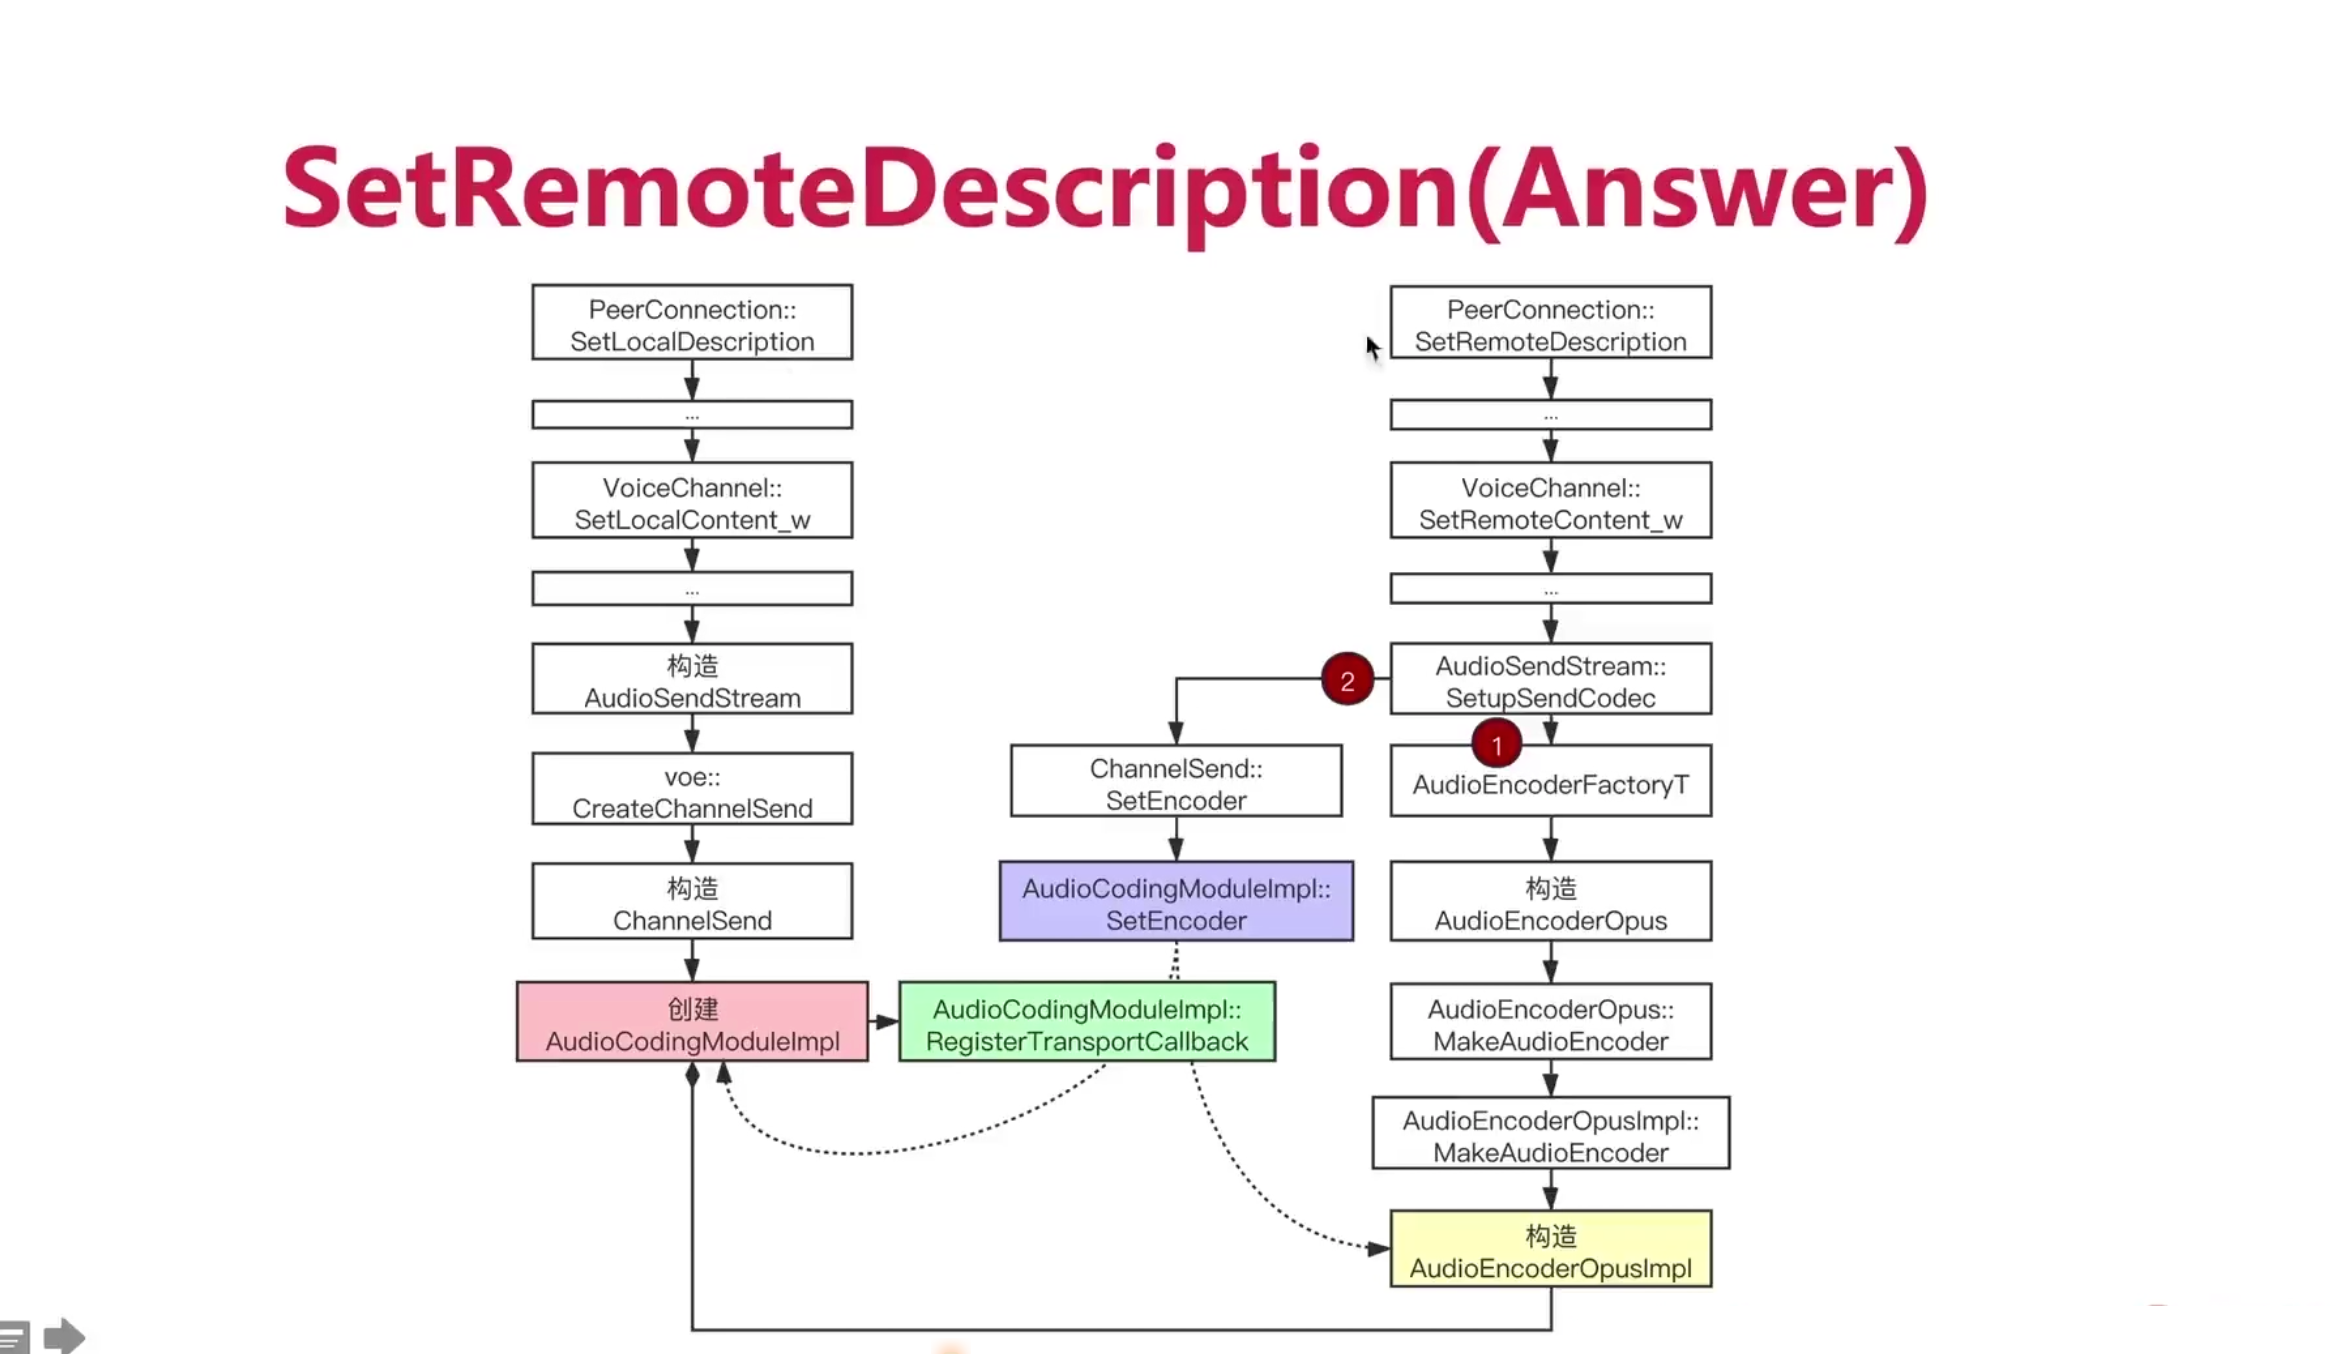 SetRemoteDescription(Answer)
PeerConnection::
SetLocalDescription
...
VoiceChannel::
SetLocalContent_w
...
构造
AudioSendStream
voe::
CreateChannelSend
构造
ChannelSend
创建
AudioCodingModuleImpl
AudioCodingModuleImpl::
RegisterTransportCallback
2
ChannelSend::
SetEncoder
AudioCodingModuleImpl::
SetEncoder
PeerConnection::
SetRemoteDescription
...
VoiceChannel::
SetRemoteContent_w
...
AudioSendStream::
SetupSendCodec
1
AudioEncoderFactoryT
构造
AudioEncoderOpus
AudioEncoderOpus::
MakeAudioEncoder
AudioEncoderOpusImpl::
MakeAudioEncoder
构造
AudioEncoderOpusImpl